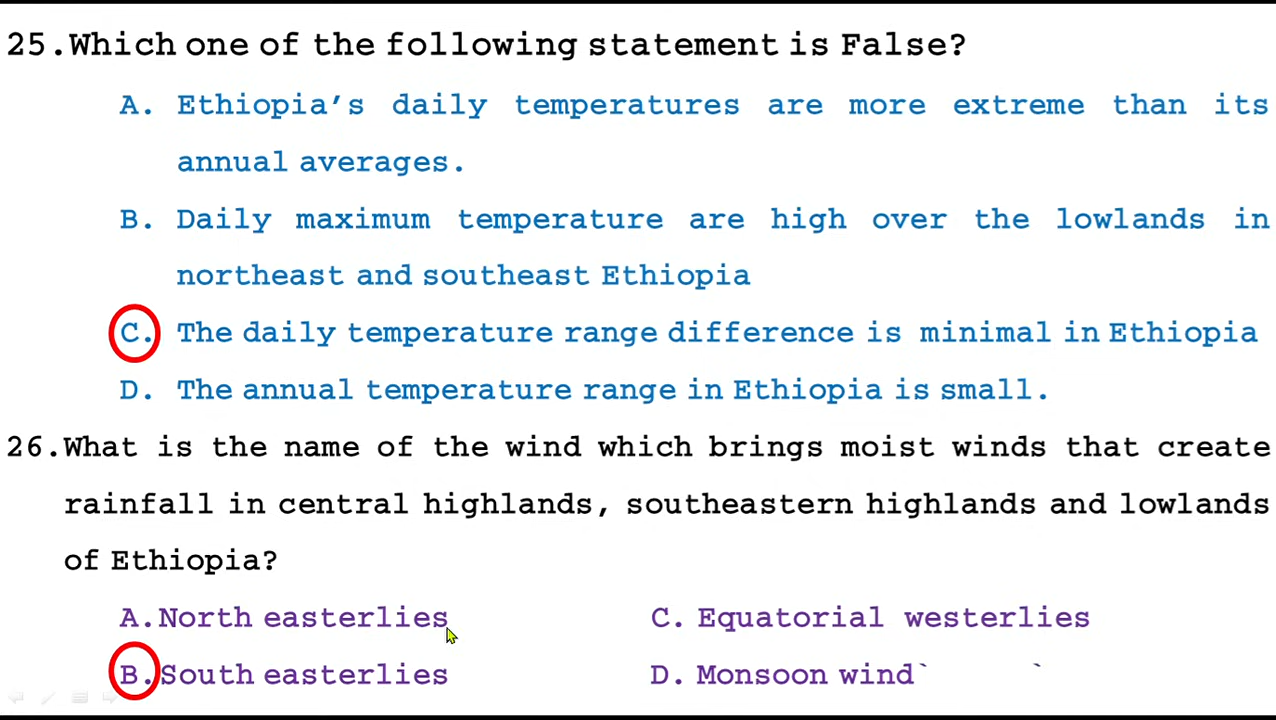 25.Which one of the following statement is False?
A. Ethiopia’s daily temperatures are more extreme than its
annual averages.
B. Daily maximum temperature are high over the lowlands in
northeast and southeast Ethiopia
C. The daily temperature range difference is minimal in Ethiopia
D. The annual temperature range in Ethiopia is small.
26.What is the name of the wind which brings moist winds that create
rainfall in central highlands, southeastern highlands and lowlands
of Ethiopia?
A.North easterlies C. Equatorial westerlies
B.South easterlies D. Monsoon wind` `